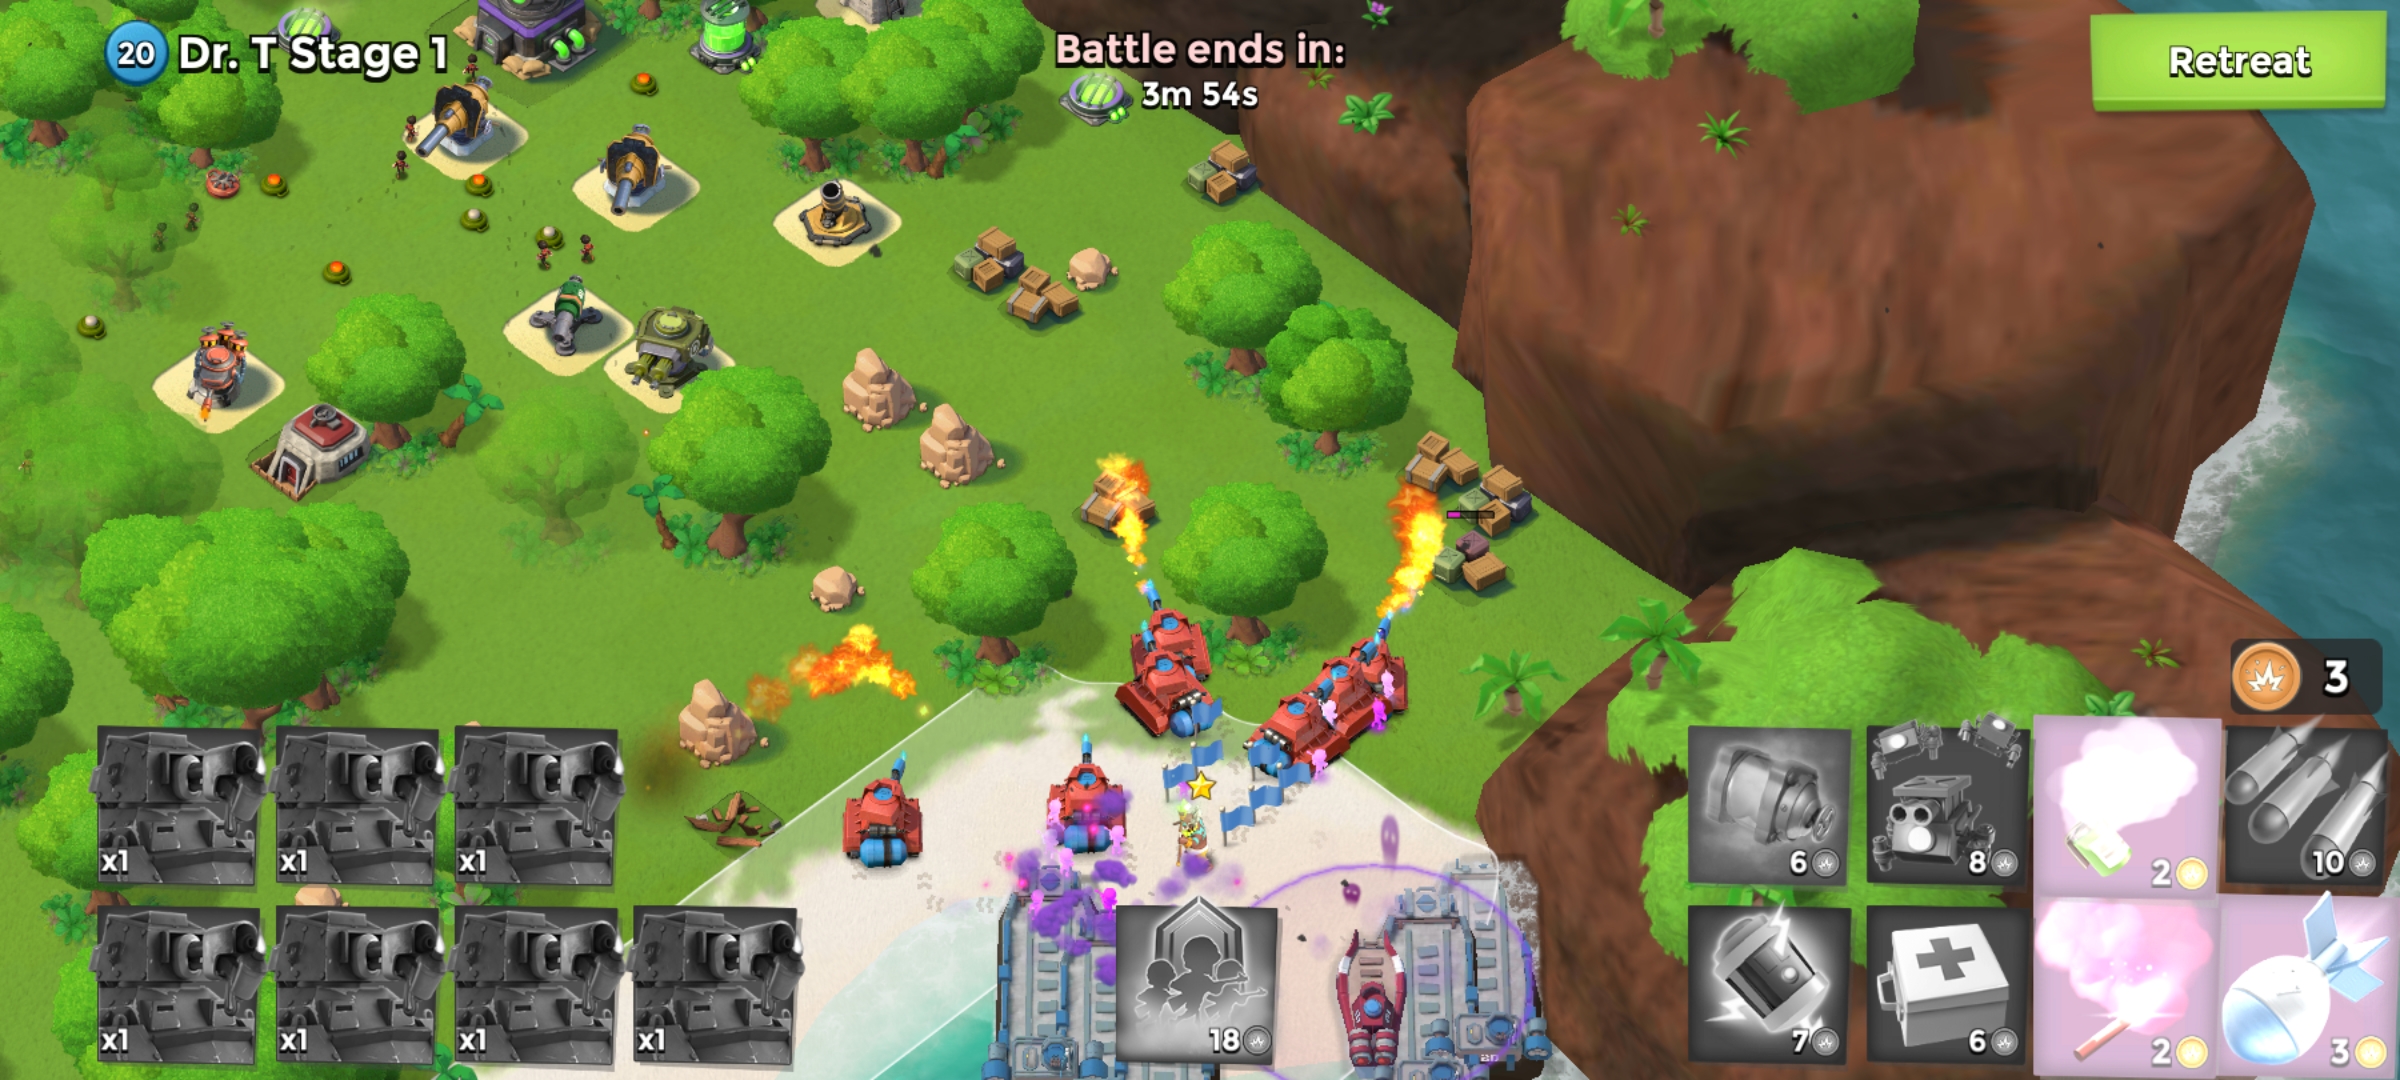 20 Dr. T Stage 1
Battle ends in:
3m 54s
Retreat
3
x1 x1 x1
6 8 2 10
x1 x1 x1 x1
18
7 6 2 3